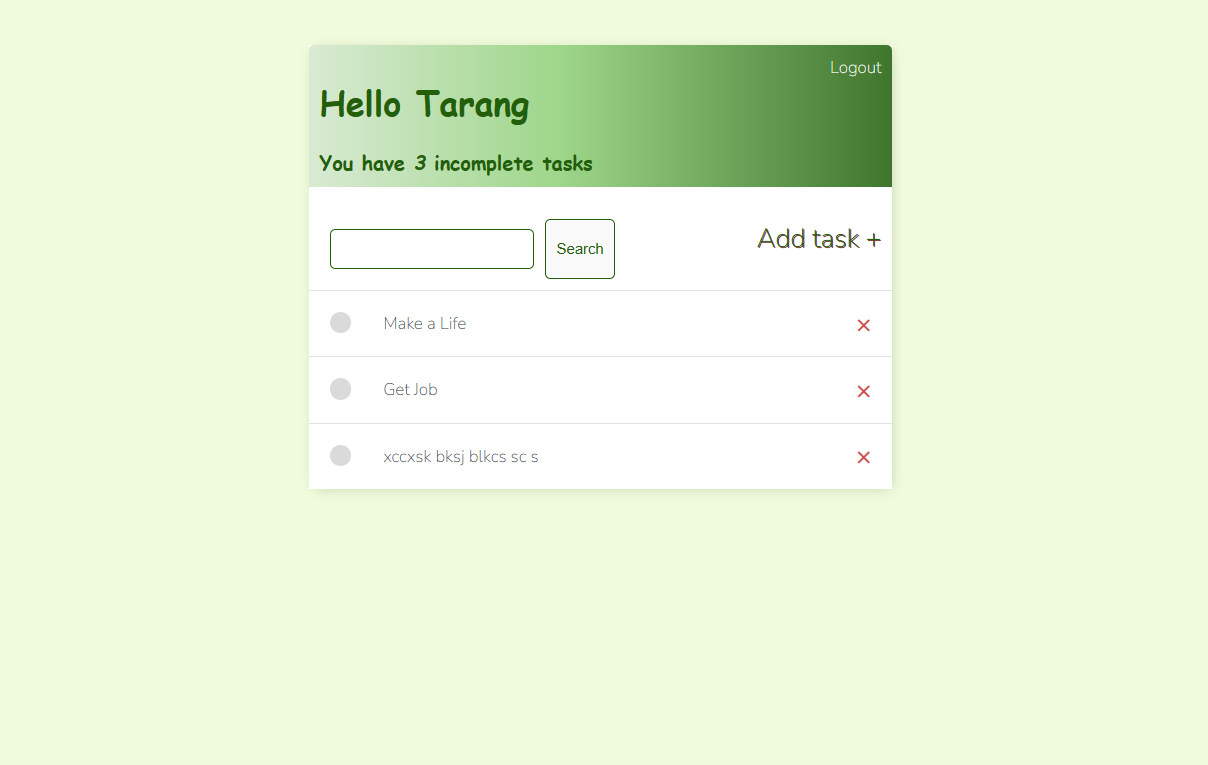 Logout
Hello Tarang
You have 3 incomplete tasks
Search
Add task +
Make a Life
×
Get Job
×
xccxsk bksj blkcs sc s
×